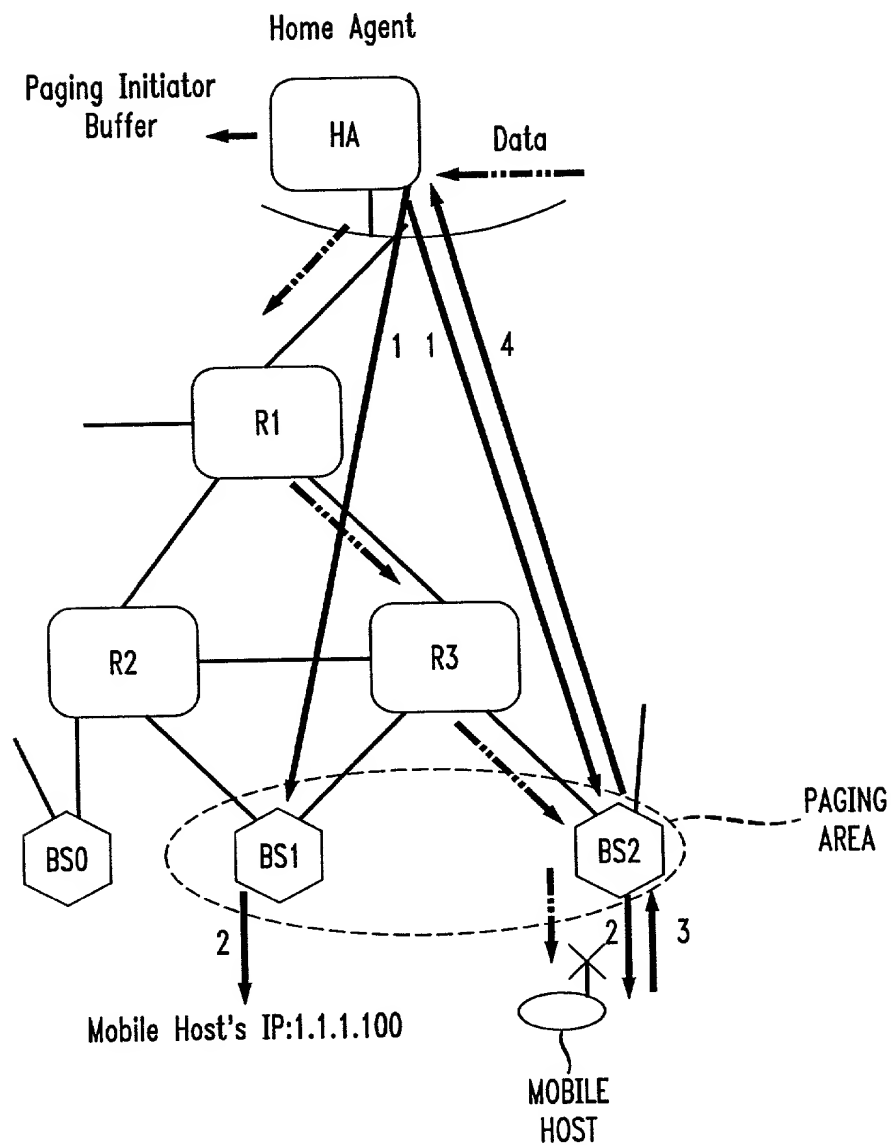 Home Agent
Paging Initiator
Buffer
HA
Data
1 1 4
R1
R2
R3
PAGING
AREA
BS0
BS1
BS2
2
2
3
Mobile Host's IP:1.1.1.100
MOBILE
HOST